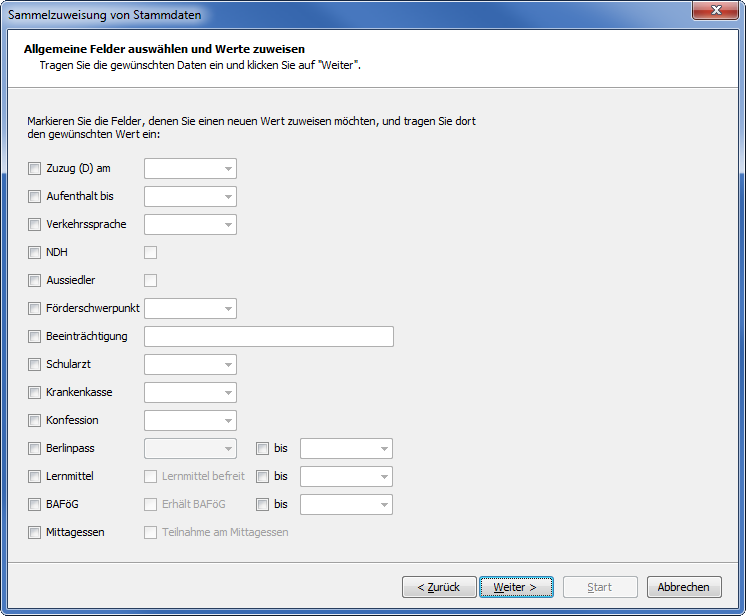 Sammelzuweisung von Stammdaten
Allgemeine Felder auswählen und Werte zuweisen
Tragen Sie die gewünschten Daten ein und klicken Sie auf "Weiter".
Markieren Sie die Felder, denen Sie einen neuen Wert zuweisen möchten, und tragen Sie dort
den gewünschten Wert ein:
Zuzug (D) am
Aufenthalt bis
Verkehrssprache
NDH
Aussiedler
Förderschwerpunkt
Beeinträchtigung
Schularzt
Krankenkasse
Konfession
Berlinpass bis
Lernmittel Lernmittel befreit bis
BAFöG Erhält BAFöG bis
Mittagessen Teilnahme am Mittagessen
< Zurück Weiter > Start Abbrechen